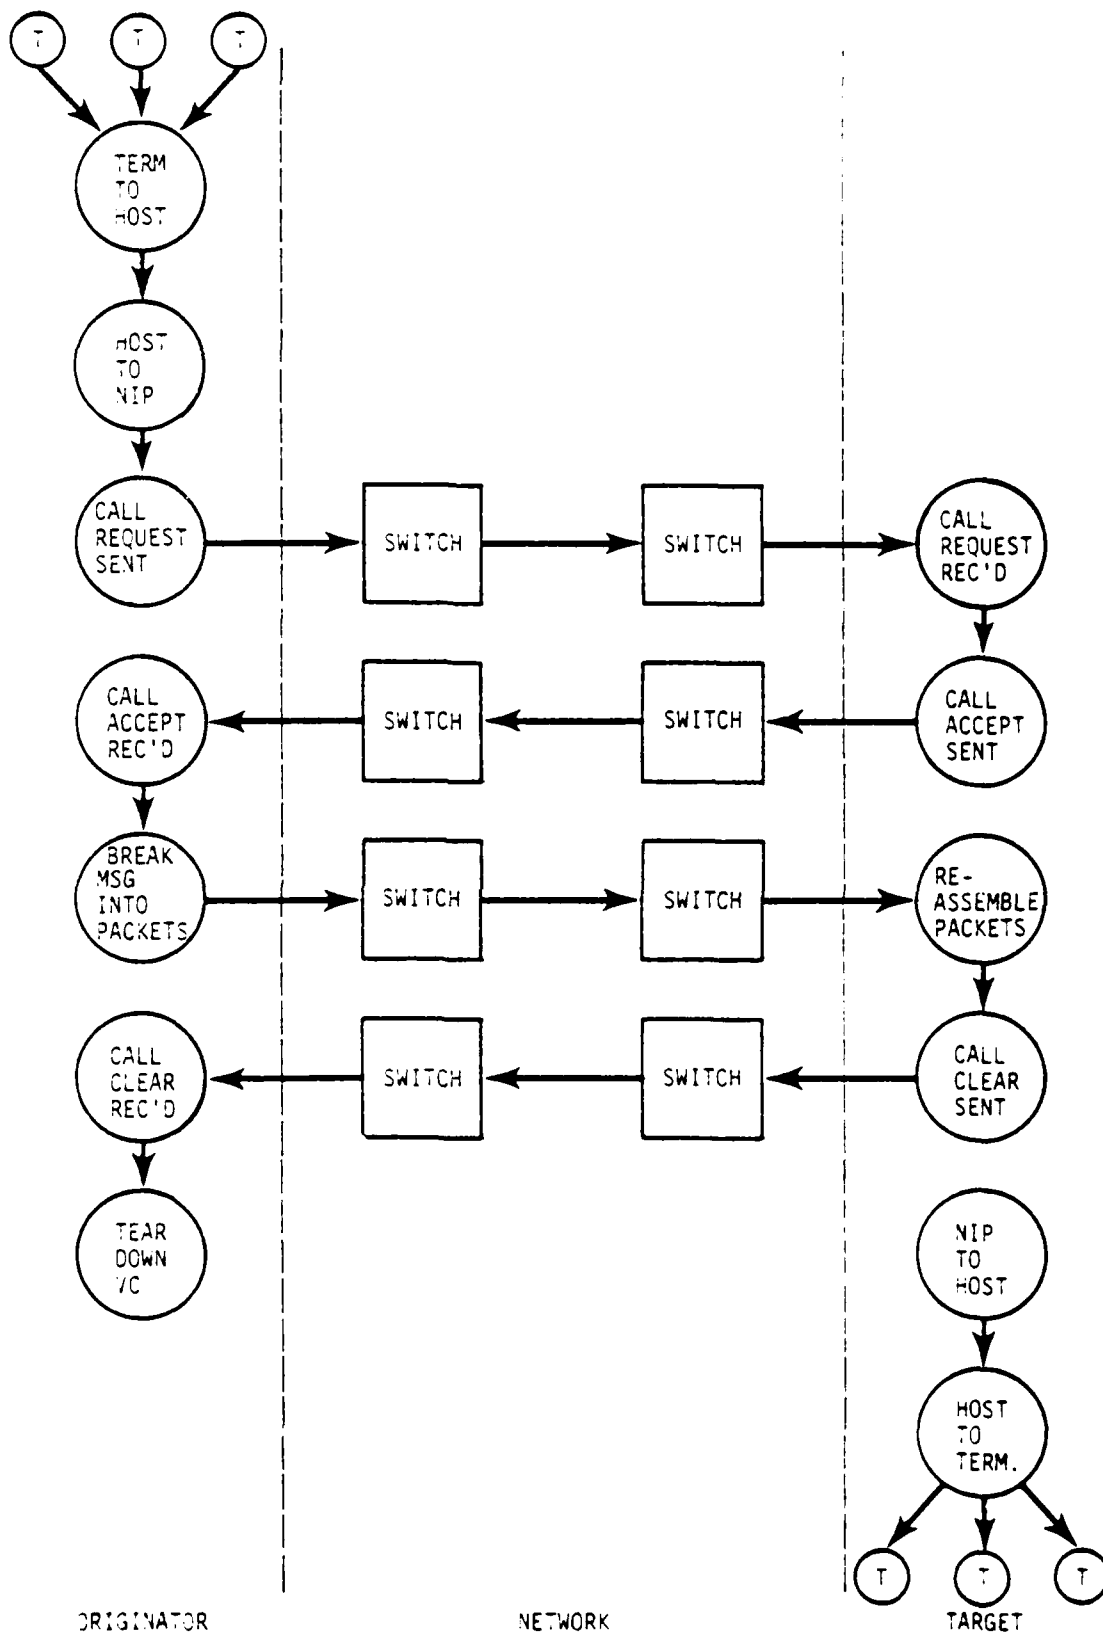 T T T
TERM
TO
HOST
HOST
TO
NIP
CALL
REQUEST
SENT
SWITCH
SWITCH
CALL
REQUEST
REC'D
CALL
ACCEPT
REC'D
SWITCH
SWITCH
CALL
ACCEPT
SENT
BREAK
MSG
INTO
PACKETS
SWITCH
SWITCH
RE-
ASSEMBLE
PACKETS
CALL
CLEAR
REC'D
SWITCH
SWITCH
CALL
CLEAR
SENT
TEAR
DOWN
VC
NIP
TO
HOST
HOST
TO
TERM.
T T T
ORIGINATOR
NETWORK
TARGET